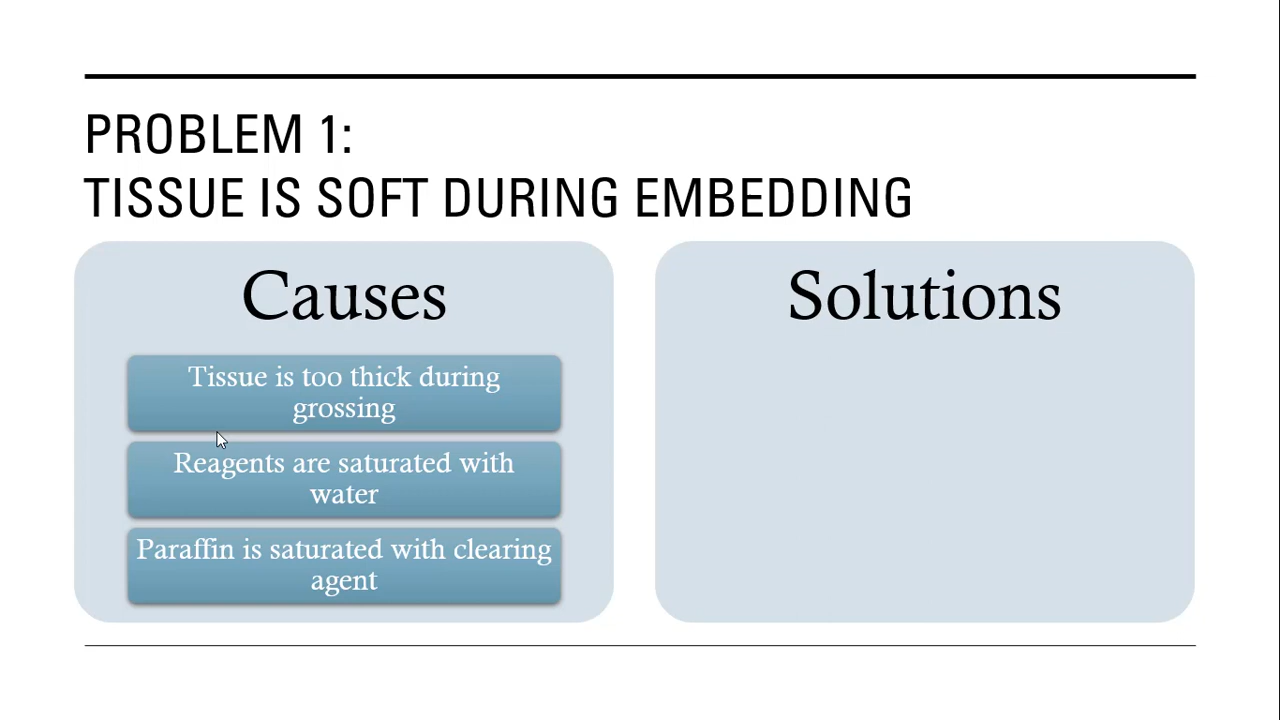 PROBLEM 1:
TISSUE IS SOFT DURING EMBEDDING
Causes
Tissue is too thick during
grossing
Reagents are saturated with
water
Paraffin is saturated with clearing
agent
Solutions